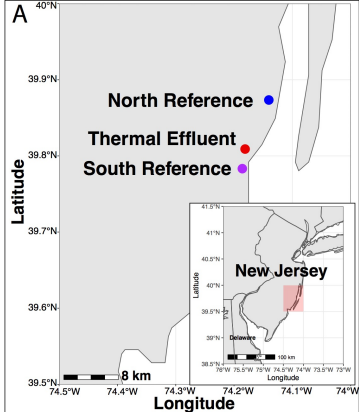 A
40°N
39.9°N
39.8°N
39.7°N
39.6°N
39.5°N
Latitude
North Reference
Thermal Effluent
South Reference
8 km
74.5°W
74.4°W
74.3°W
74.2°W
74.1°W
74°W
Longitude
41.5°N
41°N
40.5°N
40°N
39.5°N
39°N
38.5°N
Latitude
New Jersey
Delaware
100 km
76°W
75.5°W
75°W
74.5°W
74°W
73.5°W
73°W
Longitude